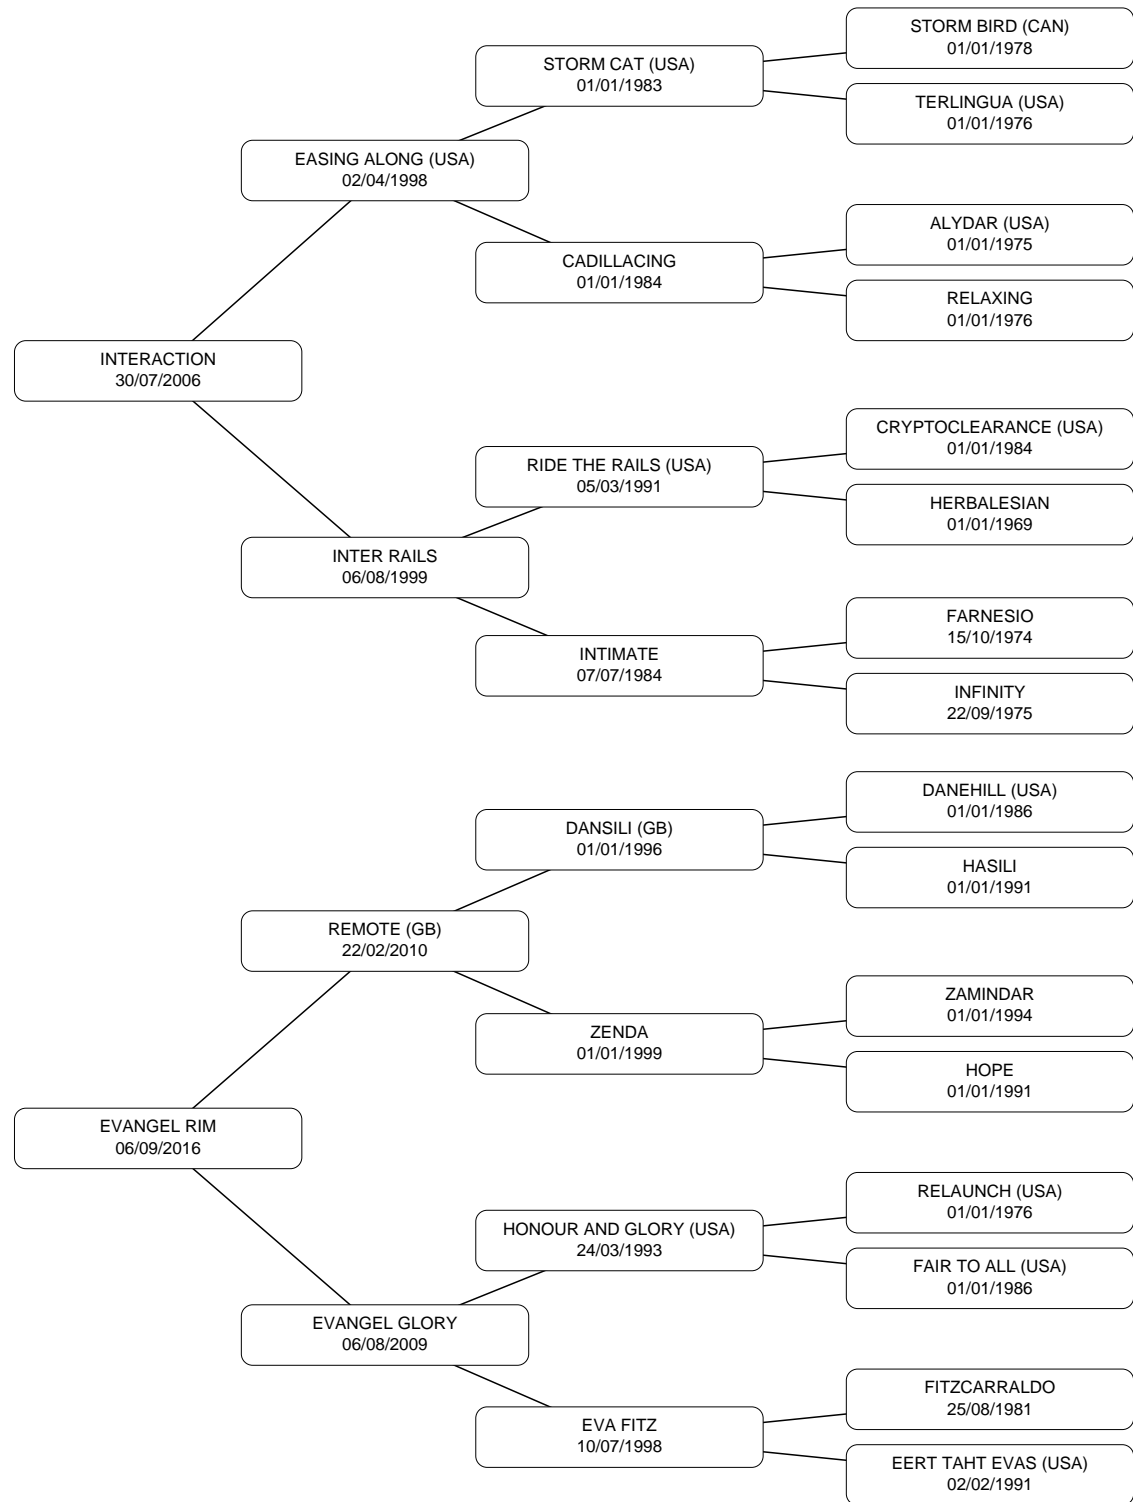 STORM BIRD (CAN)
01/01/1978
STORM CAT (USA)
01/01/1983
TERLINGUA (USA)
01/01/1976
EASING ALONG (USA)
02/04/1998
ALYDAR (USA)
01/01/1975
CADILLACING
01/01/1984
RELAXING
01/01/1976
INTERACTION
30/07/2006
CRYPTOCLEARANCE (USA)
01/01/1984
RIDE THE RAILS (USA)
05/03/1991
HERBALESIAN
01/01/1969
INTER RAILS
06/08/1999
FARNESIO
15/10/1974
INTIMATE
07/07/1984
INFINITY
22/09/1975
DANEHILL (USA)
01/01/1986
DANSILI (GB)
01/01/1996
HASILI
01/01/1991
REMOTE (GB)
22/02/2010
ZAMINDAR
01/01/1994
ZENDA
01/01/1999
HOPE
01/01/1991
EVANGEL RIM
06/09/2016
RELAUNCH (USA)
01/01/1976
HONOUR AND GLORY (USA)
24/03/1993
FAIR TO ALL (USA)
01/01/1986
EVANGEL GLORY
06/08/2009
FITZCARRALDO
25/08/1981
EVA FITZ
10/07/1998
EERT TAHT EVAS (USA)
02/02/1991